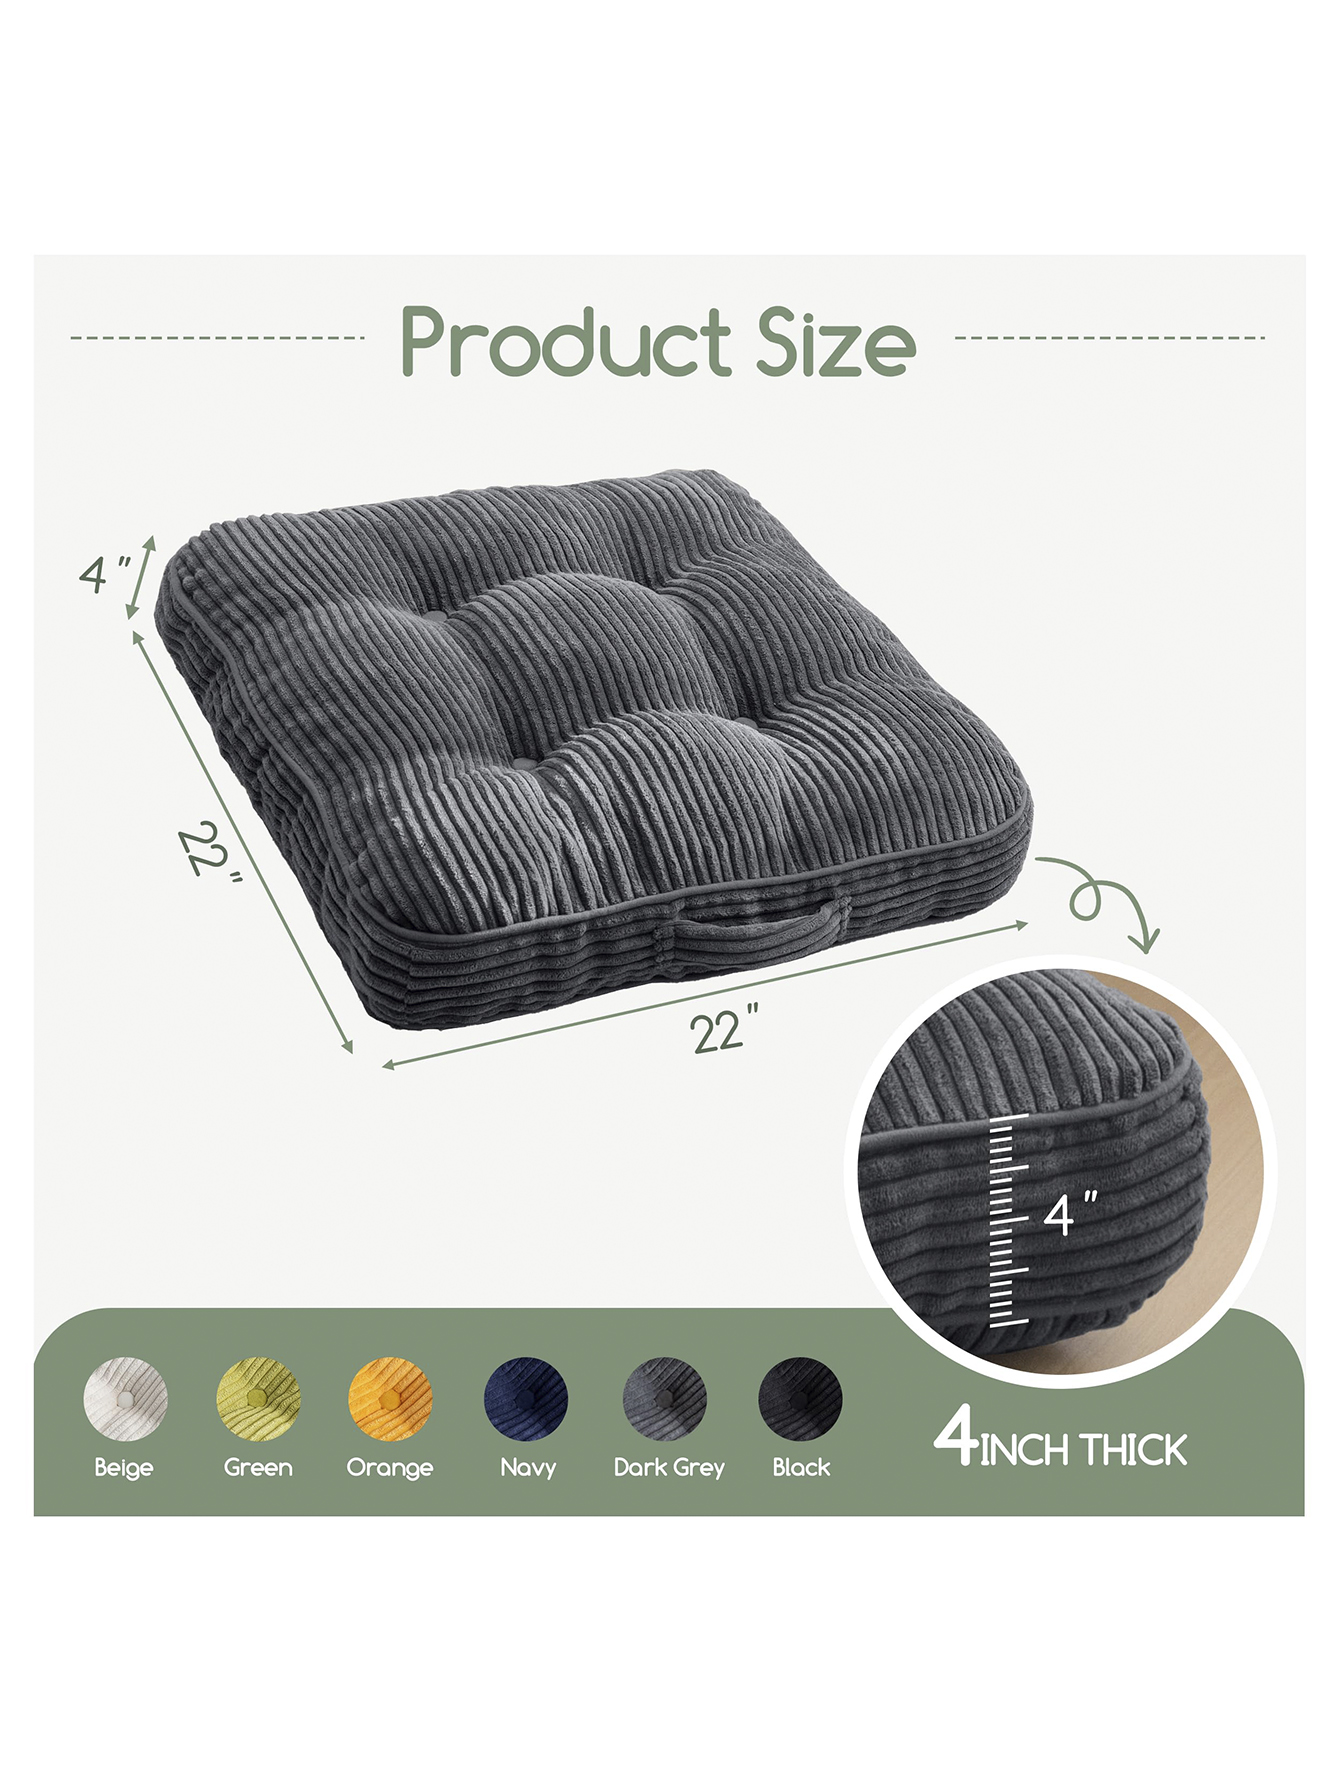 Product Size
4"
22"
22"
4"
Beige
Green
Orange
Navy
Dark Grey
Black
4INCH THICK